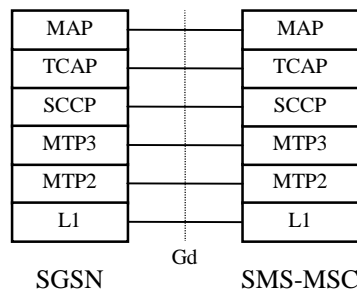 MAP MAP
TCAP TCAP
SCCP SCCP
MTP3 MTP3
MTP2 MTP2
L1 L1
Gd
SGSN SMS-MSC